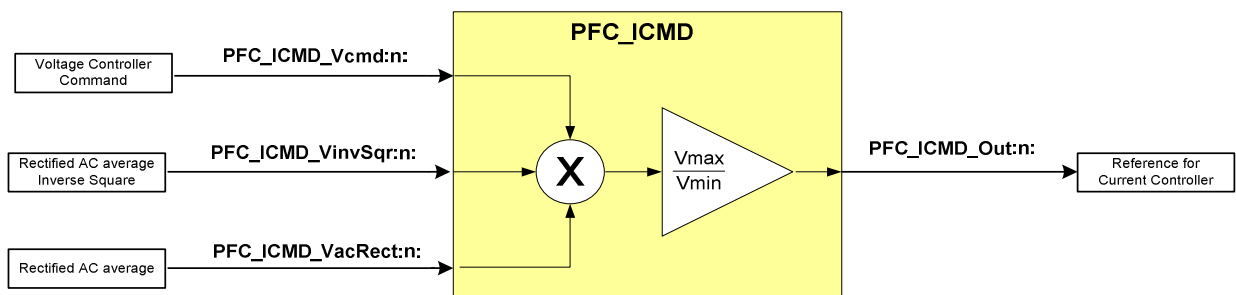 PFC_ICMD
PFC_ICMD_Vcmd:n:
Voltage Controller
Command
PFC_ICMD_VinvSqr:n:
Rectified AC average
Inverse Square
X
Vmax
Vmin
PFC_ICMD_Out:n:
Reference for
Current Controller
PFC_ICMD_VacRect:n:
Rectified AC average